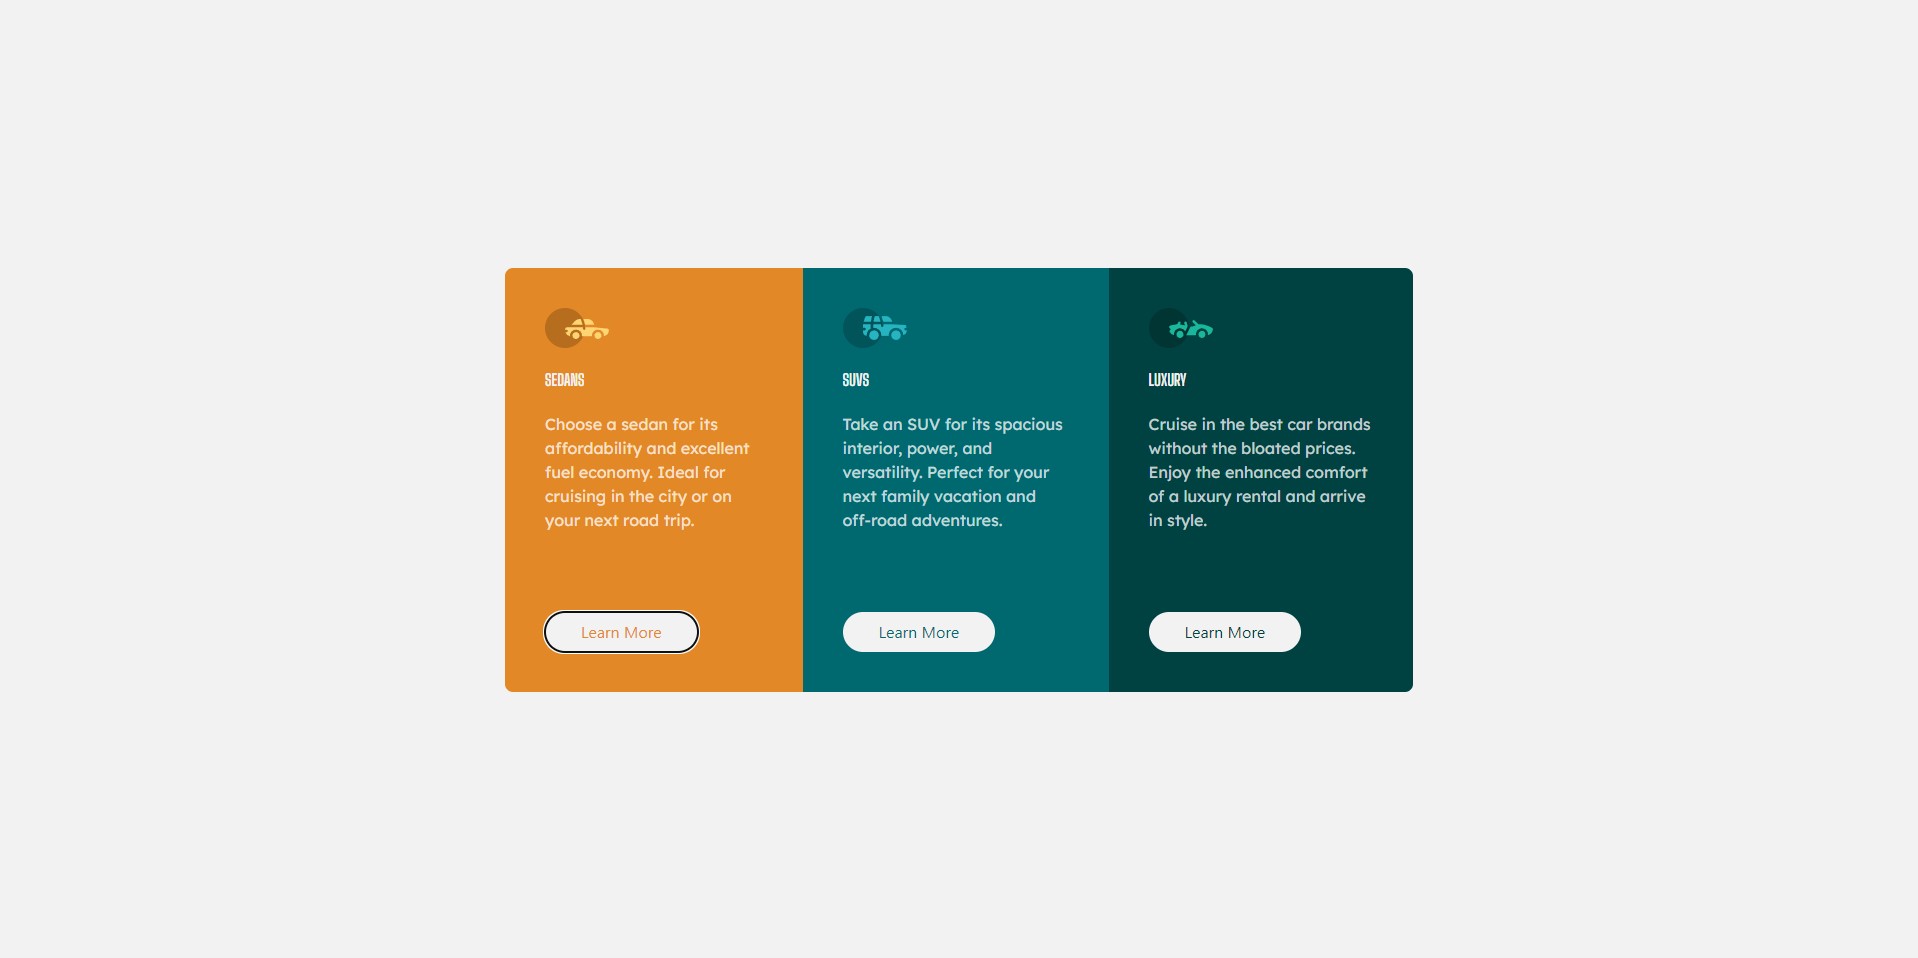 SEDANS
Choose a sedan for its
affordability and excellent
fuel economy. Ideal for
cruising in the city or on
your next road trip.
Learn More
SUVS
Take an SUV for its spacious
interior, power, and
versatility. Perfect for your
next family vacation and
off-road adventures.
Learn More
LUXURY
Cruise in the best car brands
without the bloated prices.
Enjoy the enhanced comfort
of a luxury rental and arrive
in style.
Learn More